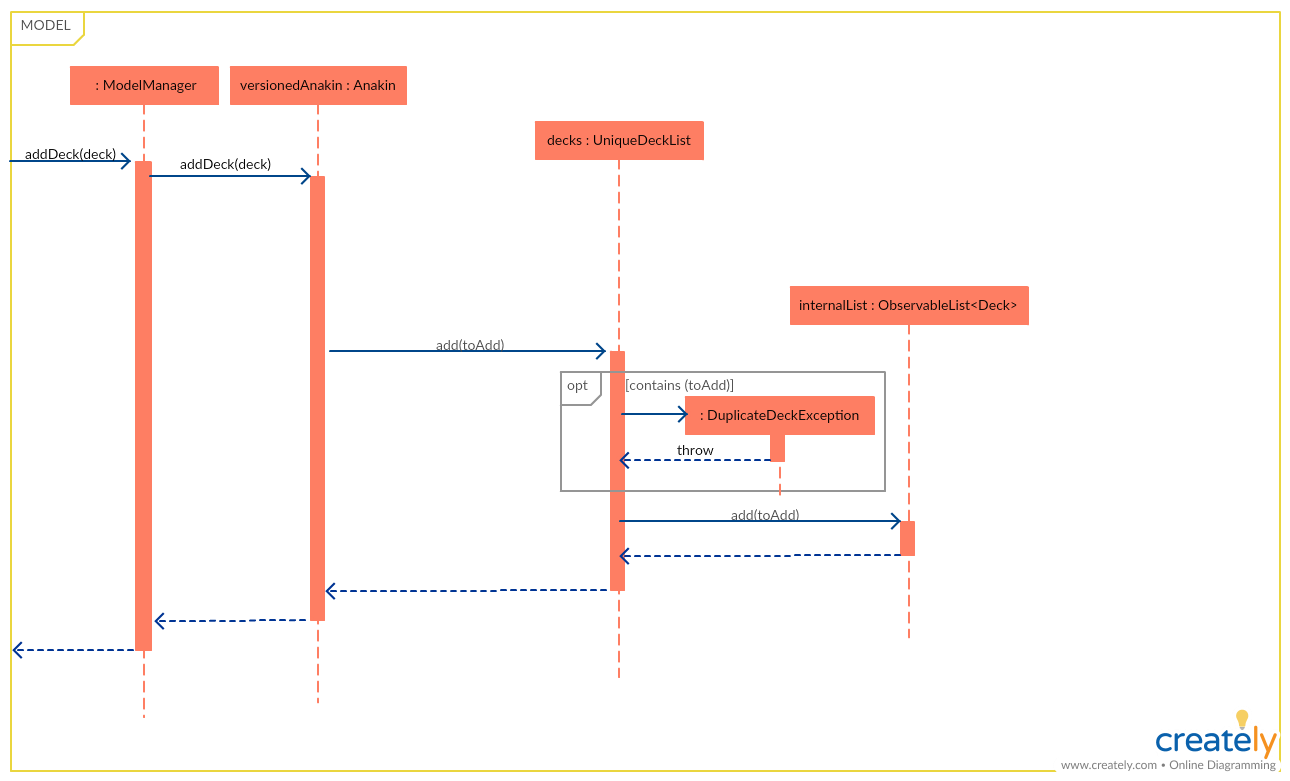 MODEL
: ModelManager
versionedAnakin : Anakin
decks : UniqueDeckList
addDeck(deck)
addDeck(deck)
internalList : ObservableList<Deck>
add(toAdd)
opt
[contains (toAdd)]
: DuplicateDeckException
throw
add(toAdd)
creately
www.creately.com • Online Diagramming